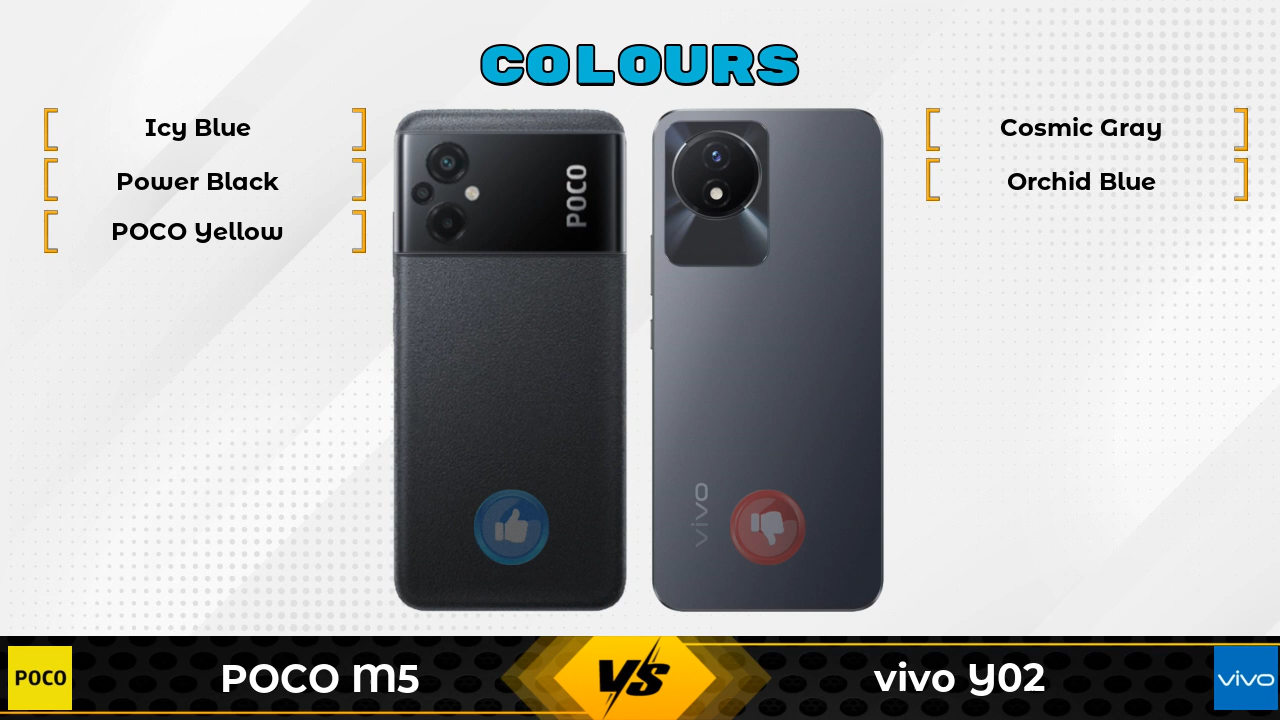 COLOURS
Icy Blue
Power Black
POCO Yellow
Cosmic Gray
Orchid Blue
POCO
vivo
POCO
POCO M5
VS
vivo Y02
vivo